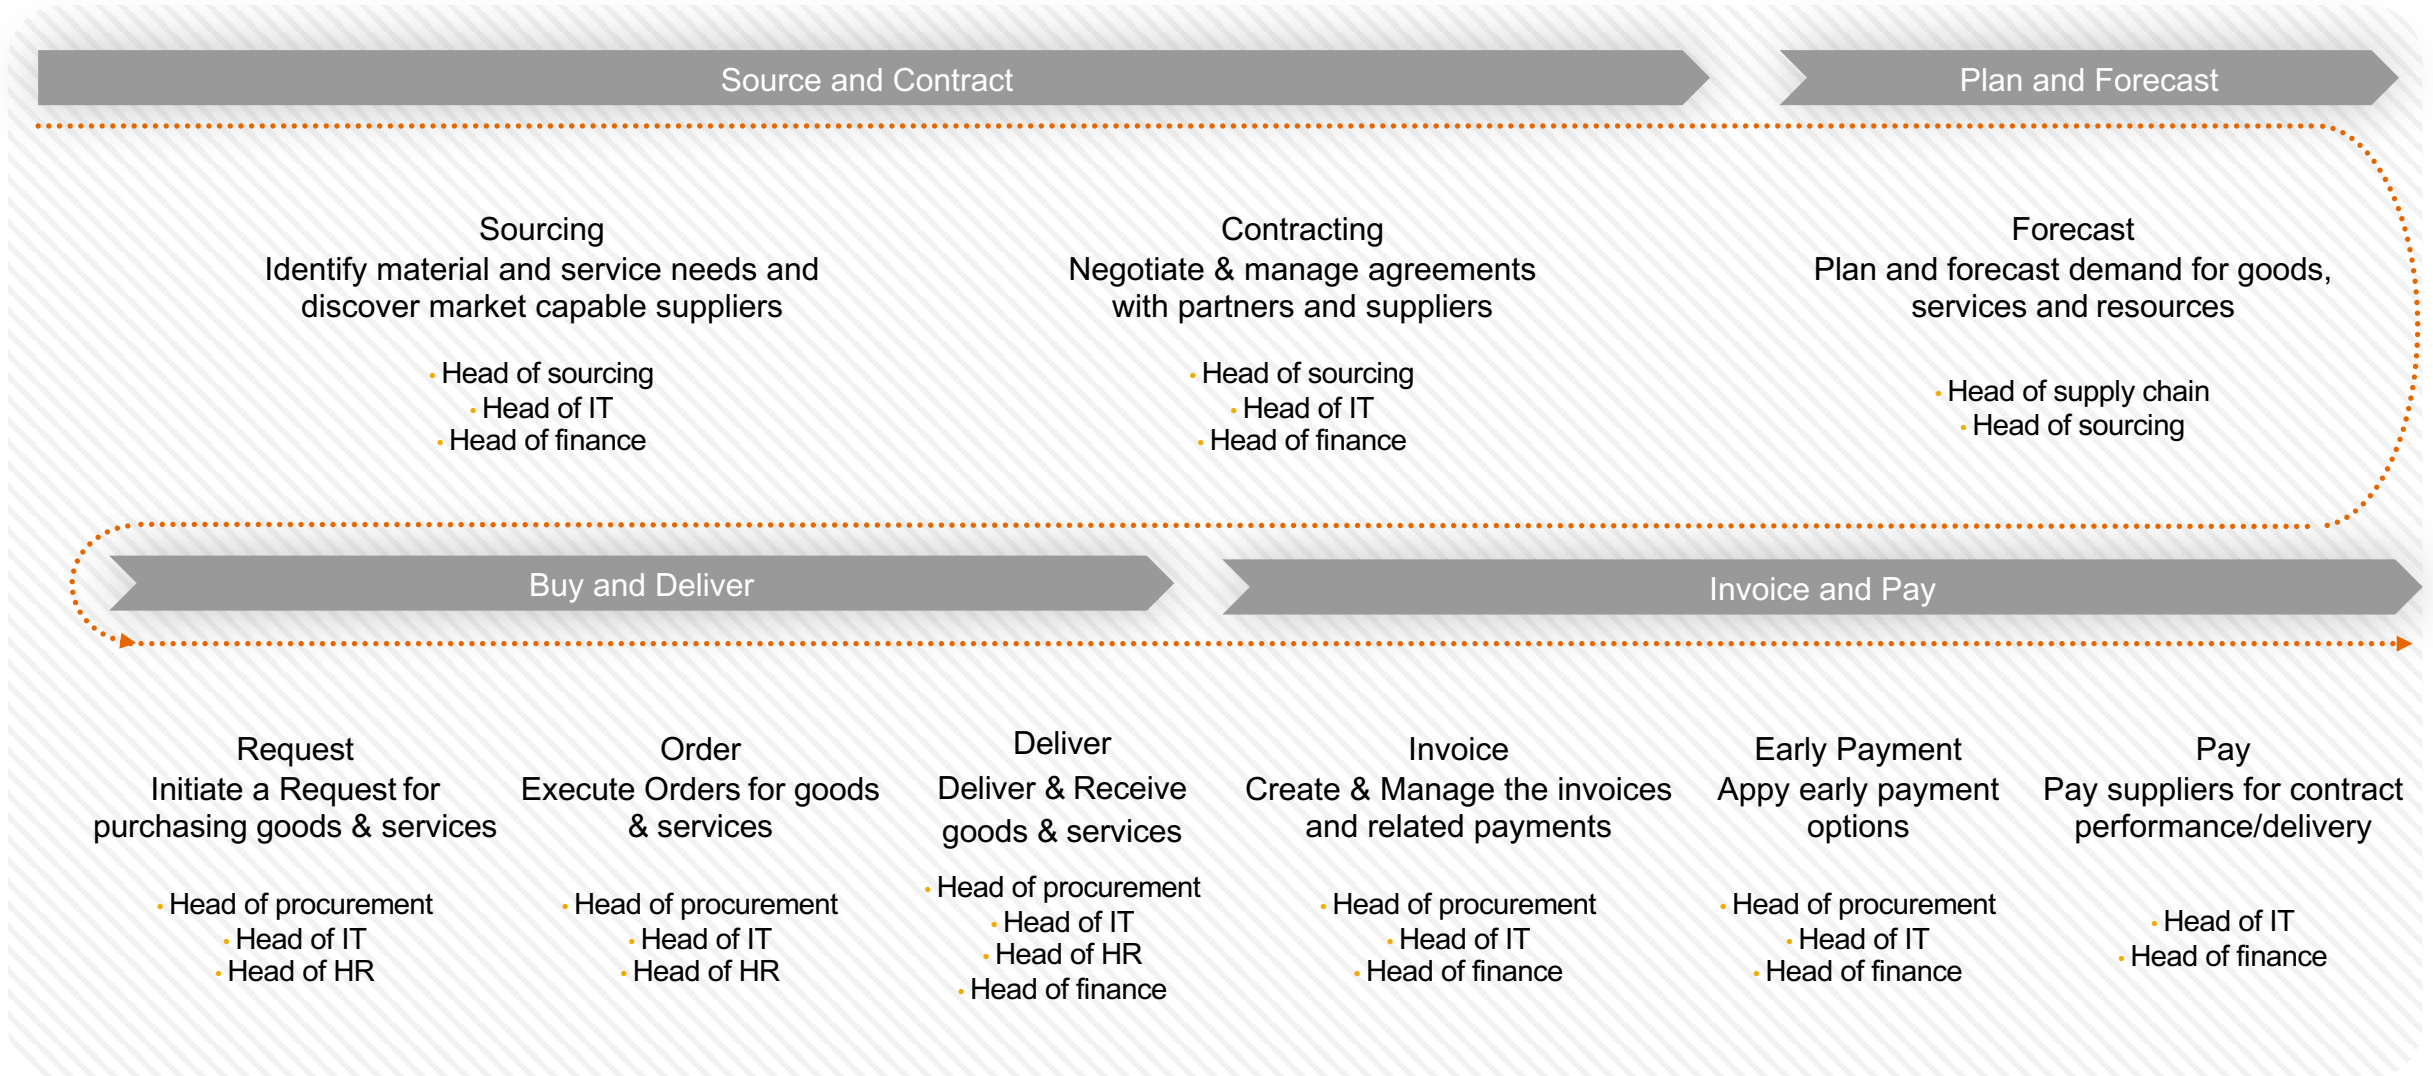 Source and Contract
Plan and Forecast
Sourcing
Identify material and service needs and
discover market capable suppliers
• Head of sourcing
• Head of IT
• Head of finance
Contracting
Negotiate & manage agreements
with partners and suppliers
• Head of sourcing
• Head of IT
• Head of finance
Forecast
Plan and forecast demand for goods,
services and resources
• Head of supply chain
• Head of sourcing
Buy and Deliver
Invoice and Pay
Request
Initiate a Request for
purchasing goods & services
• Head of procurement
• Head of IT
• Head of HR
Order
Execute Orders for goods
& services
• Head of procurement
• Head of IT
• Head of HR
Deliver
Deliver & Receive
goods & services
• Head of procurement
• Head of IT
• Head of HR
• Head of finance
Invoice
Create & Manage the invoices
and related payments
• Head of procurement
• Head of IT
• Head of finance
Early Payment
Appy early payment
options
• Head of procurement
• Head of IT
• Head of finance
Pay
Pay suppliers for contract
performance/delivery
• Head of IT
• Head of finance